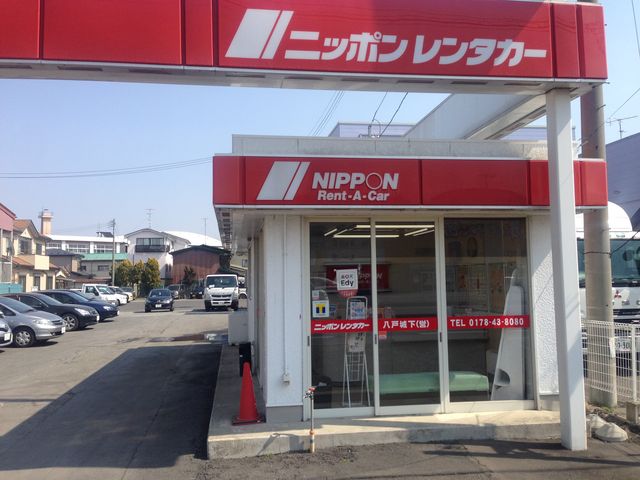 ニッポンレンタカー
NIPPON
Rent-A-Car
Edy
ニッポンレンタカー 八戸城下(営) TEL 0178-43-8080